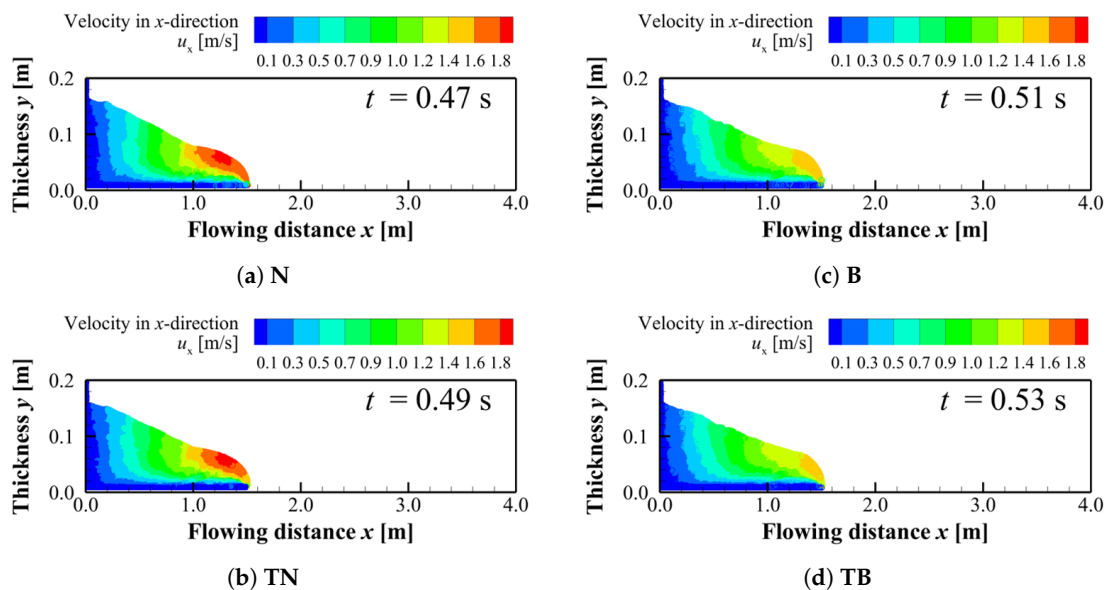 Velocity in x-direction
u_x [m/s]
0.1 0.3 0.5 0.7 0.9 1.0 1.2 1.4 1.6 1.8
Thickness y [m]
0.2
0.1
0.0
t = 0.47 s
0.0 1.0 2.0 3.0 4.0
Flowing distance x [m]
(a) N
Velocity in x-direction
u_x [m/s]
0.1 0.3 0.5 0.7 0.9 1.0 1.2 1.4 1.6 1.8
Thickness y [m]
0.2
0.1
0.0
t = 0.51 s
0.0 1.0 2.0 3.0 4.0
Flowing distance x [m]
(c) B
Velocity in x-direction
u_x [m/s]
0.1 0.3 0.5 0.7 0.9 1.0 1.2 1.4 1.6 1.8
Thickness y [m]
0.2
0.1
0.0
t = 0.49 s
0.0 1.0 2.0 3.0 4.0
Flowing distance x [m]
(b) TN
Velocity in x-direction
u_x [m/s]
0.1 0.3 0.5 0.7 0.9 1.0 1.2 1.4 1.6 1.8
Thickness y [m]
0.2
0.1
0.0
t = 0.53 s
0.0 1.0 2.0 3.0 4.0
Flowing distance x [m]
(d) TB